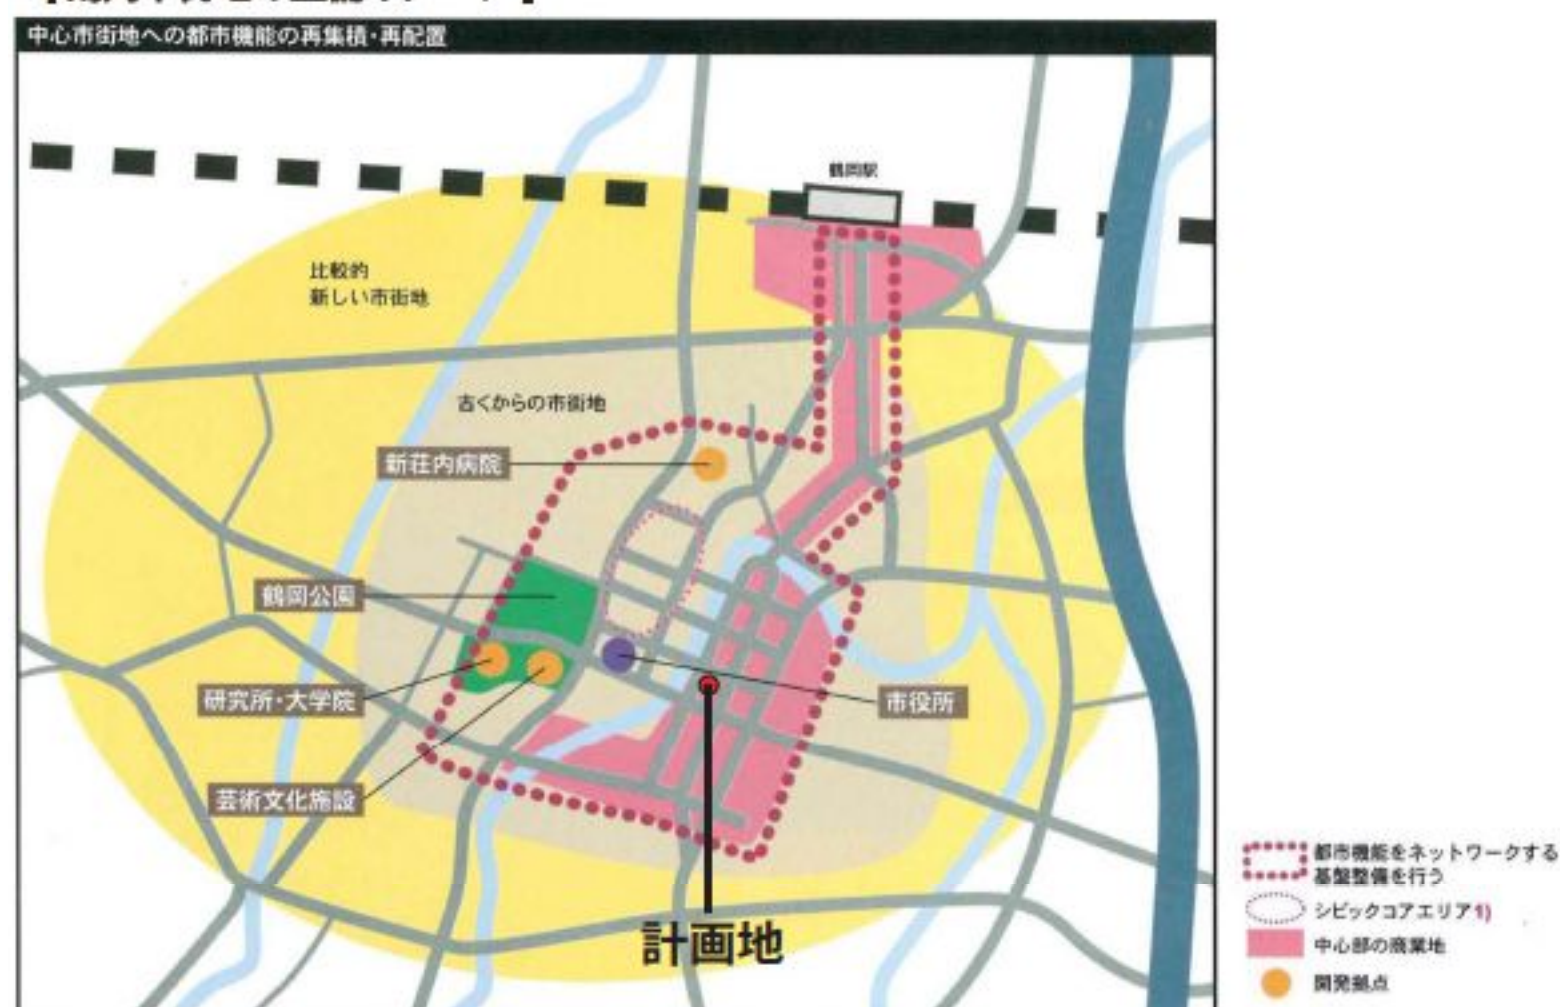 中心市街地への都市機能の再集積・再配置
鶴岡駅
比較的
新しい市街地
古くからの市街地
新荘内病院
鶴岡公園
研究所・大学院
市役所
芸術文化施設
計画地
都市機能をネットワークする
基盤整備を行う
シビックコアエリア1)
中心部の商業地
開発拠点